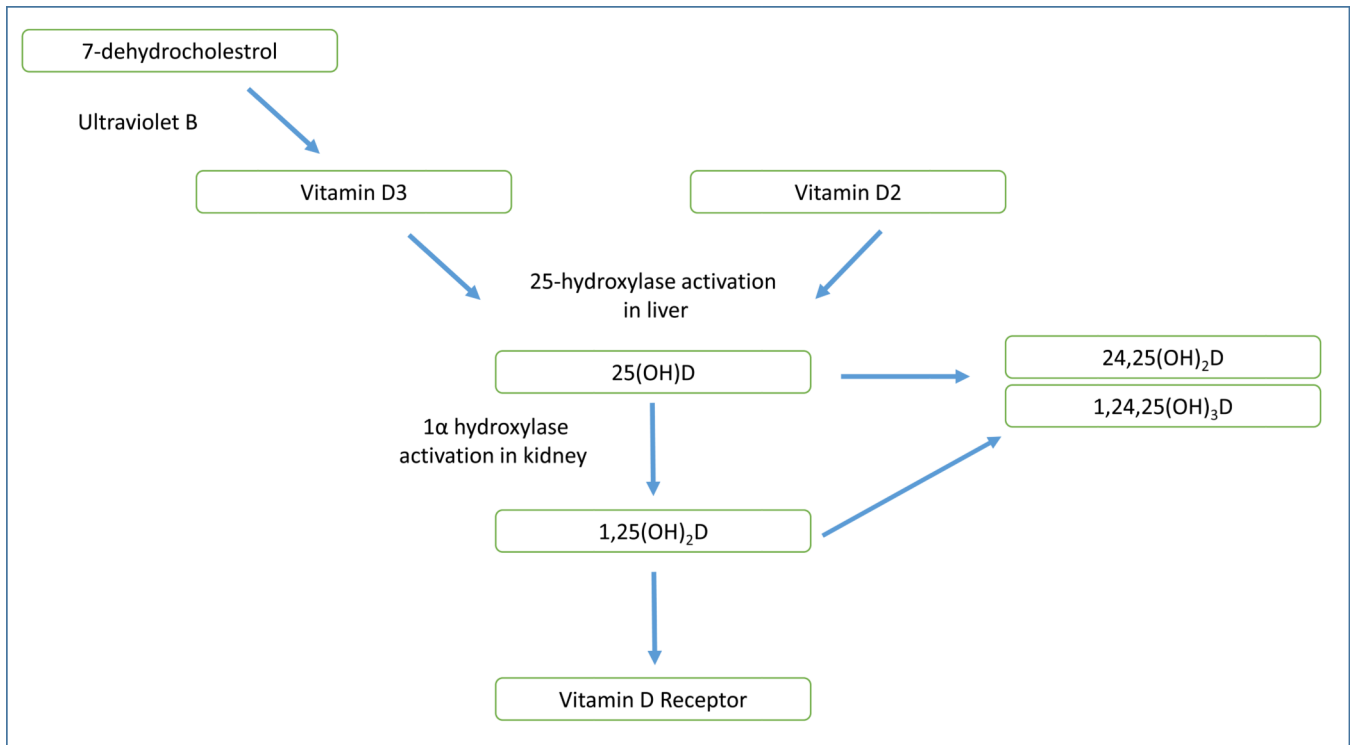 7-dehydrocholestrol
Ultraviolet B
Vitamin D3
Vitamin D2
25-hydroxylase activation
in liver
25(OH)D
24,25(OH)₂D
1,24,25(OH)₃D
1α hydroxylase
activation in kidney
1,25(OH)₂D
Vitamin D Receptor